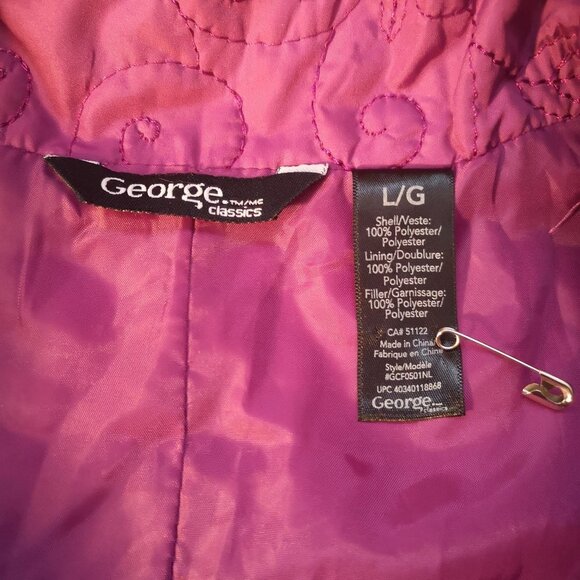 George ®TM/MC
classics
L/G
Shell/Veste:
100% Polyester/
Polyester
Lining/Doublure:
100% Polyester/
Polyester
Filler/Garnissage:
100% Polyester/
Polyester
CA# 51122
Made in China/
Fabrique en Chine
Style/Modèle
#GCF0501NL
UPC 40340118868
George
classics